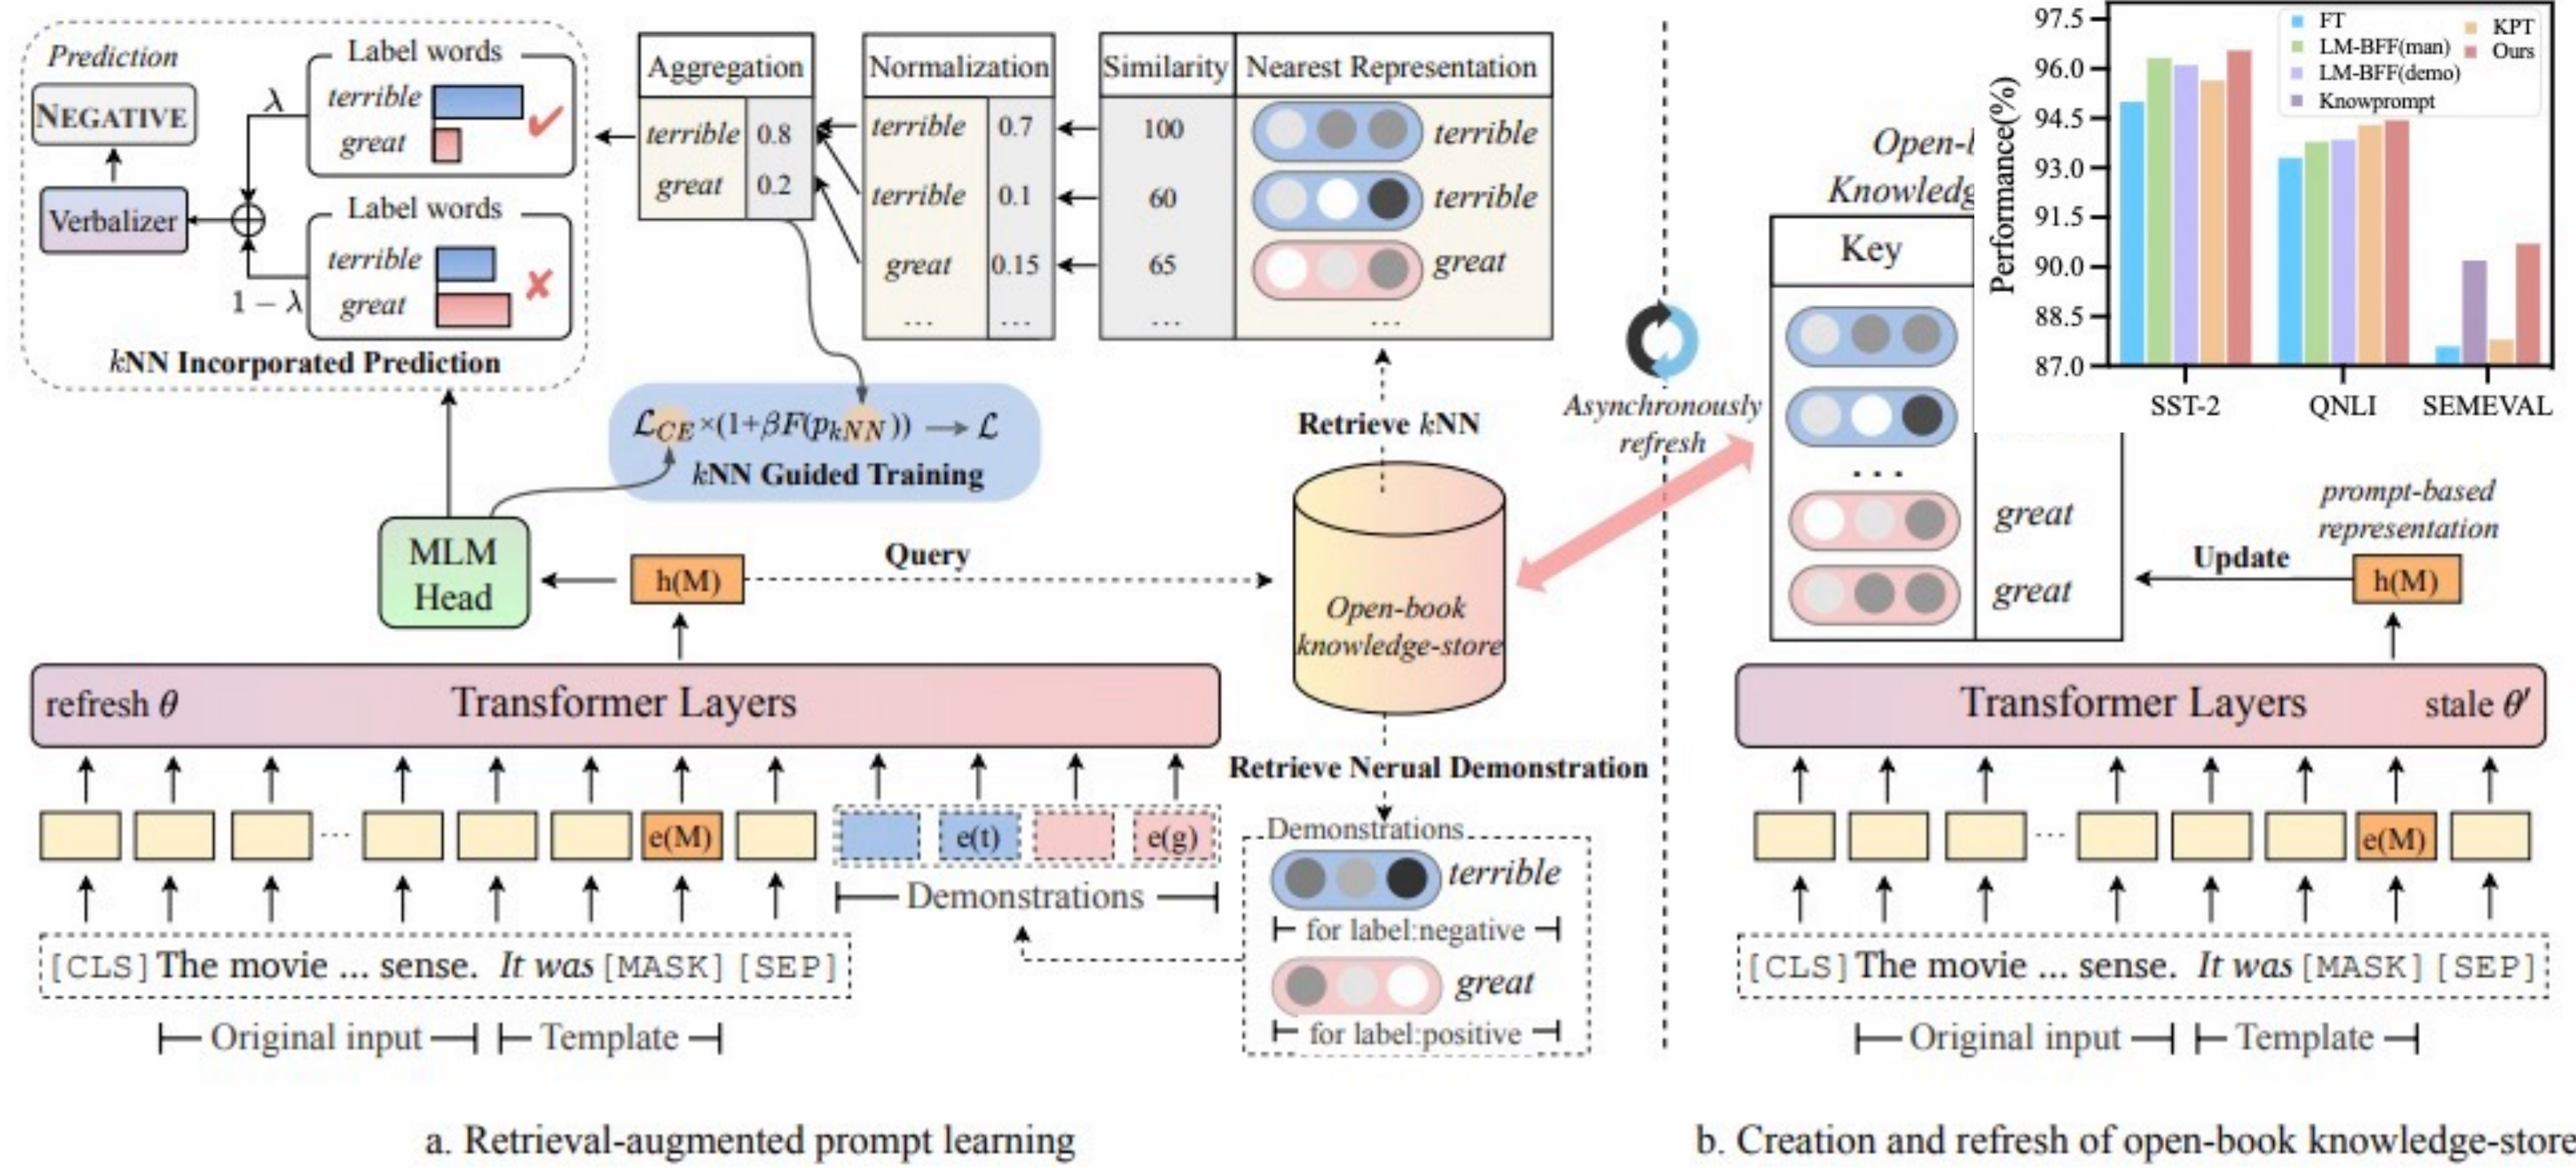 Prediction
NEGATIVE
Verbalizer
λ
1 − λ
Label words
terrible
great
Label words
terrible
great
kNN Incorporated Prediction
Aggregation
terrible 0.8
great 0.2
Normalization
terrible 0.7
terrible 0.1
great 0.15
... ...
Similarity Nearest Representation
100 terrible
60 terrible
65 great
... ...
ℒCE×(1+βF(pkNN)) → ℒ
kNN Guided Training
MLM
Head
h(M)
Query
Retrieve kNN
Open-book
knowledge-store
Asynchronously
refresh
refresh θ Transformer Layers
Retrieve Nerual Demonstration
... e(M) e(t) e(g)
Demonstrations
[CLS] The movie ... sense. It was [MASK] [SEP]
Original input Template
Demonstrations
terrible
for label:negative
great
for label:positive
a. Retrieval-augmented prompt learning
Key
...
great
great
prompt-based
representation
Update
h(M)
Transformer Layers stale θ′
... e(M)
[CLS] The movie ... sense. It was [MASK] [SEP]
Original input Template
b. Creation and refresh of open-book knowledge-store
Performance(%)
97.5
96.0
94.5
93.0
91.5
90.0
88.5
87.0
FT
LM-BFF(man)
LM-BFF(demo)
Knowprompt
KPT
Ours
SST-2 QNLI SEMEVAL